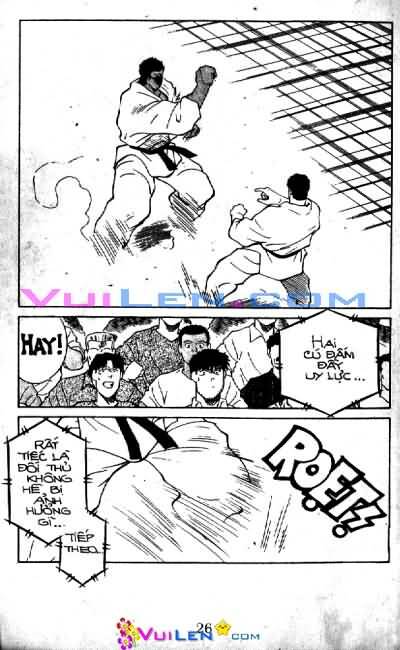 VUILEN.COM
HAY!
HAI
CÚ ĐẤM
ĐẦY
UY LỰC...
RẤT
TIẾC LÀ
ĐỐI THỦ
KHÔNG
HỀ BỊ
ẢNH
HƯỞNG
GÌ...
TIẾP
THEO...
ROẸT!
26
VUILEN.COM